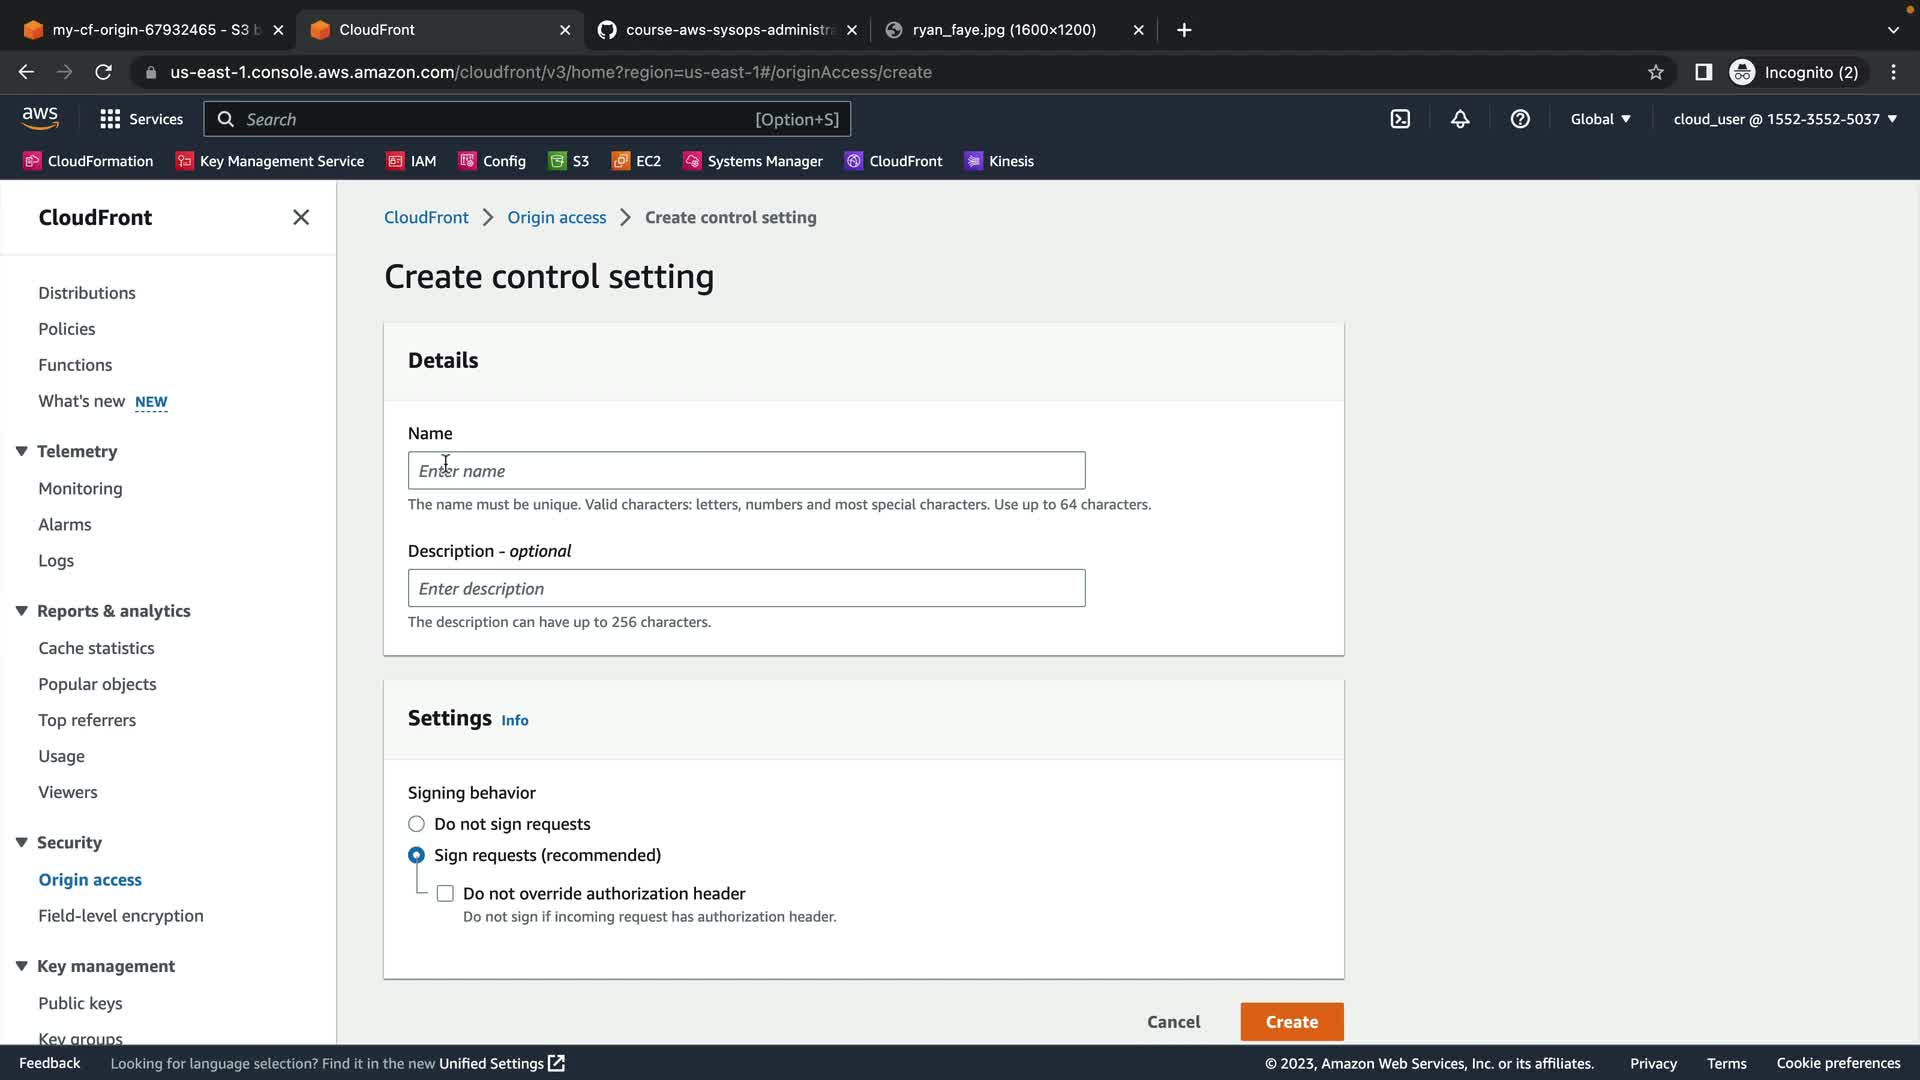 my-cf-origin-67932465 - S3 b
CloudFront
course-aws-sysops-administra
ryan_faye.jpg (1600×1200)
us-east-1.console.aws.amazon.com/cloudfront/v3/home?region=us-east-1#/originAccess/create
Incognito (2)
aws
Services
Search
[Option+S]
Global
cloud_user @ 1552-3552-5037
CloudFormation
Key Management Service
IAM
Config
S3
EC2
Systems Manager
CloudFront
Kinesis
CloudFront
Distributions
Policies
Functions
What's new NEW
Telemetry
Monitoring
Alarms
Logs
Reports & analytics
Cache statistics
Popular objects
Top referrers
Usage
Viewers
Security
Origin access
Field-level encryption
Key management
Public keys
Key groups
CloudFront
Origin access
Create control setting
Create control setting
Details
Name
Enter name
The name must be unique. Valid characters: letters, numbers and most special characters. Use up to 64 characters.
Description - optional
Enter description
The description can have up to 256 characters.
Settings Info
Signing behavior
Do not sign requests
Sign requests (recommended)
Do not override authorization header
Do not sign if incoming request has authorization header.
Cancel
Create
Feedback
Looking for language selection? Find it in the new Unified Settings
© 2023, Amazon Web Services, Inc. or its affiliates.
Privacy
Terms
Cookie preferences